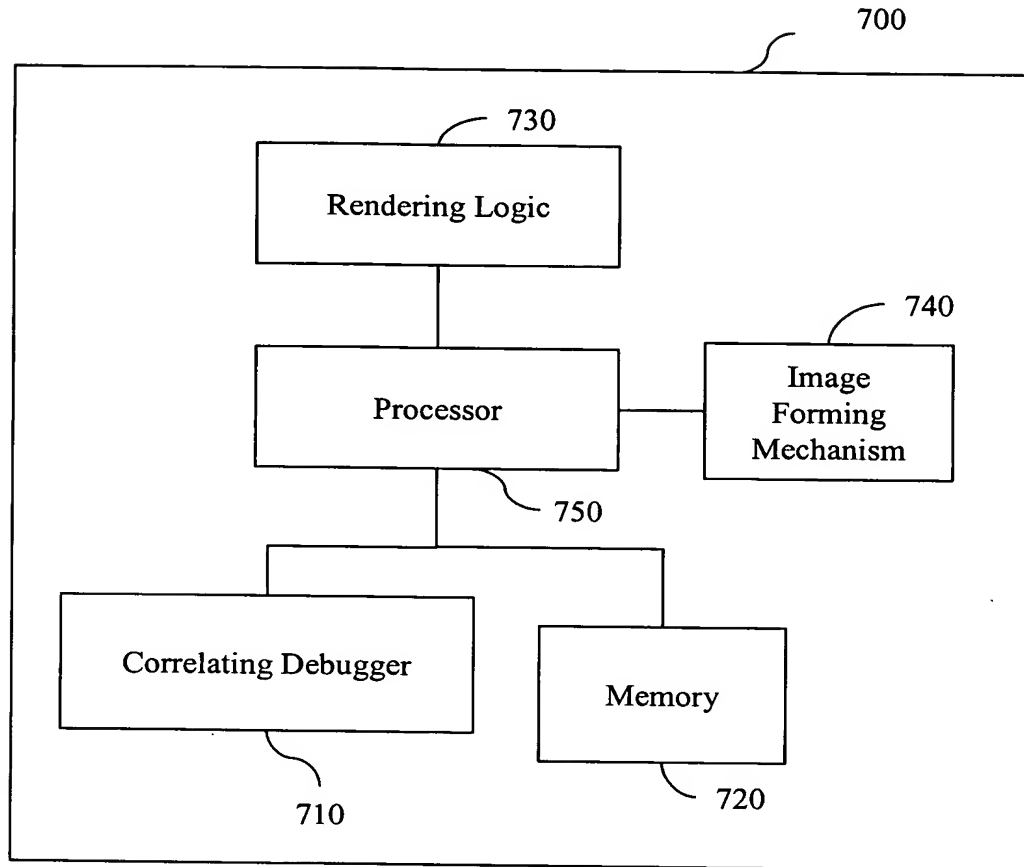 700
730
Rendering Logic
740
Image
Forming
Mechanism
Processor
750
Correlating Debugger
Memory
710
720